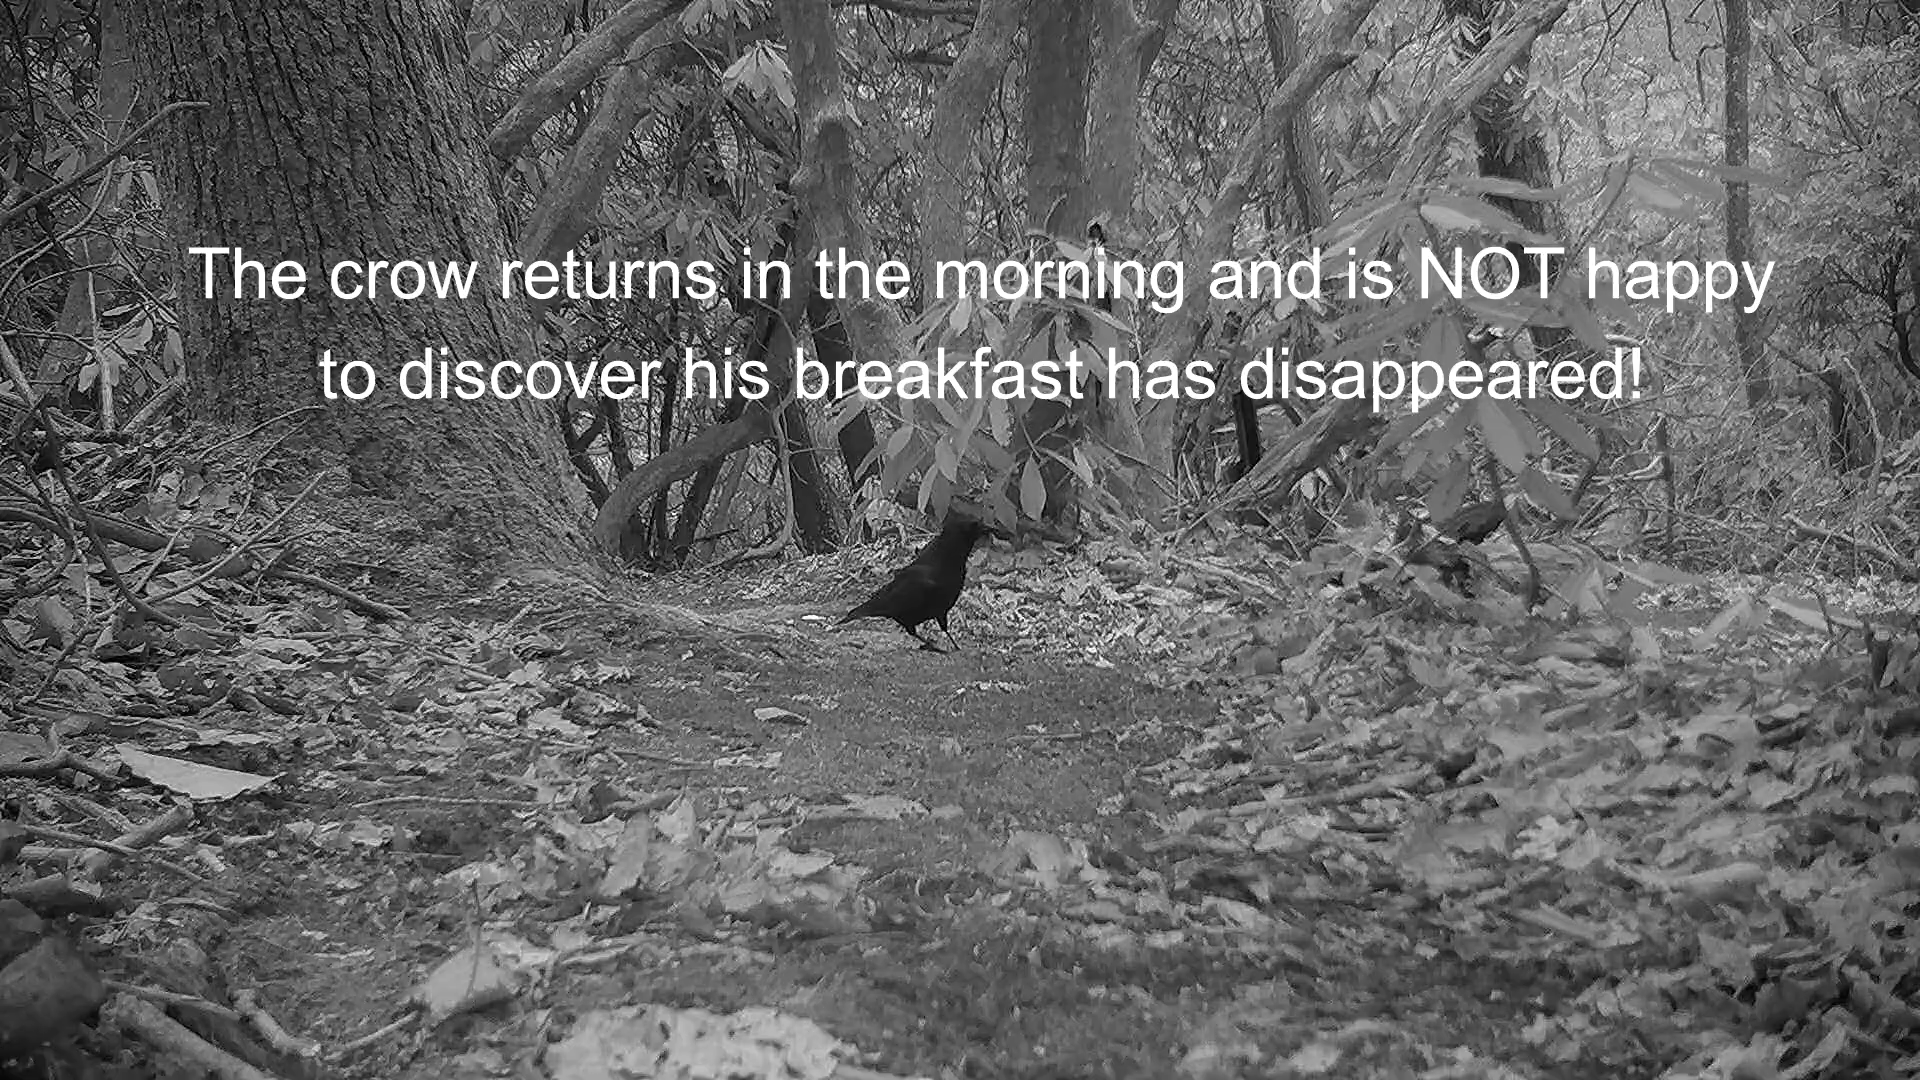 The crow returns in the morning and is NOT happy
to discover his breakfast has disappeared!